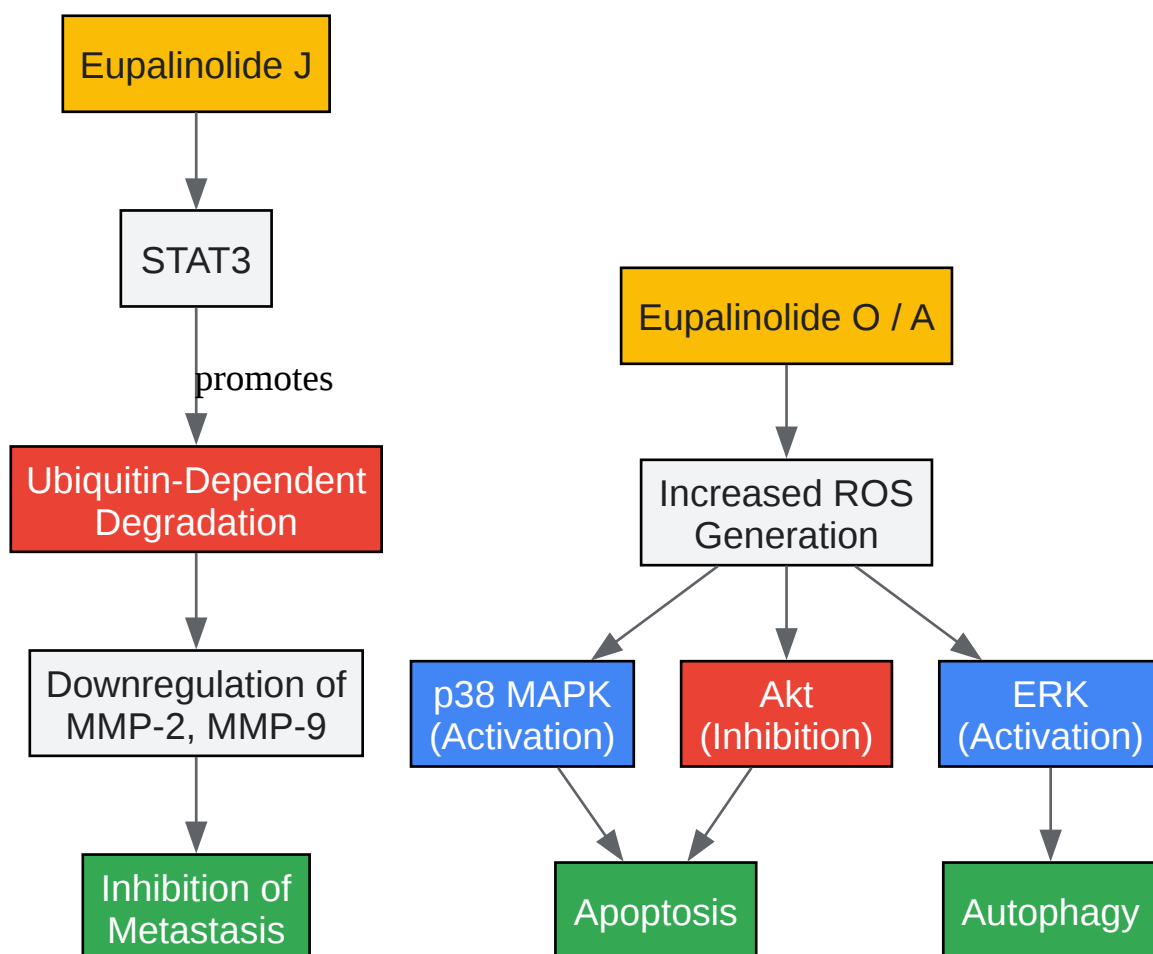 Eupalinolide J
STAT3
promotes
Ubiquitin-Dependent
Degradation
Downregulation of
MMP-2, MMP-9
Inhibition of
Metastasis
Eupalinolide O / A
Increased ROS
Generation
p38 MAPK
(Activation)
Akt
(Inhibition)
ERK
(Activation)
Apoptosis
Autophagy